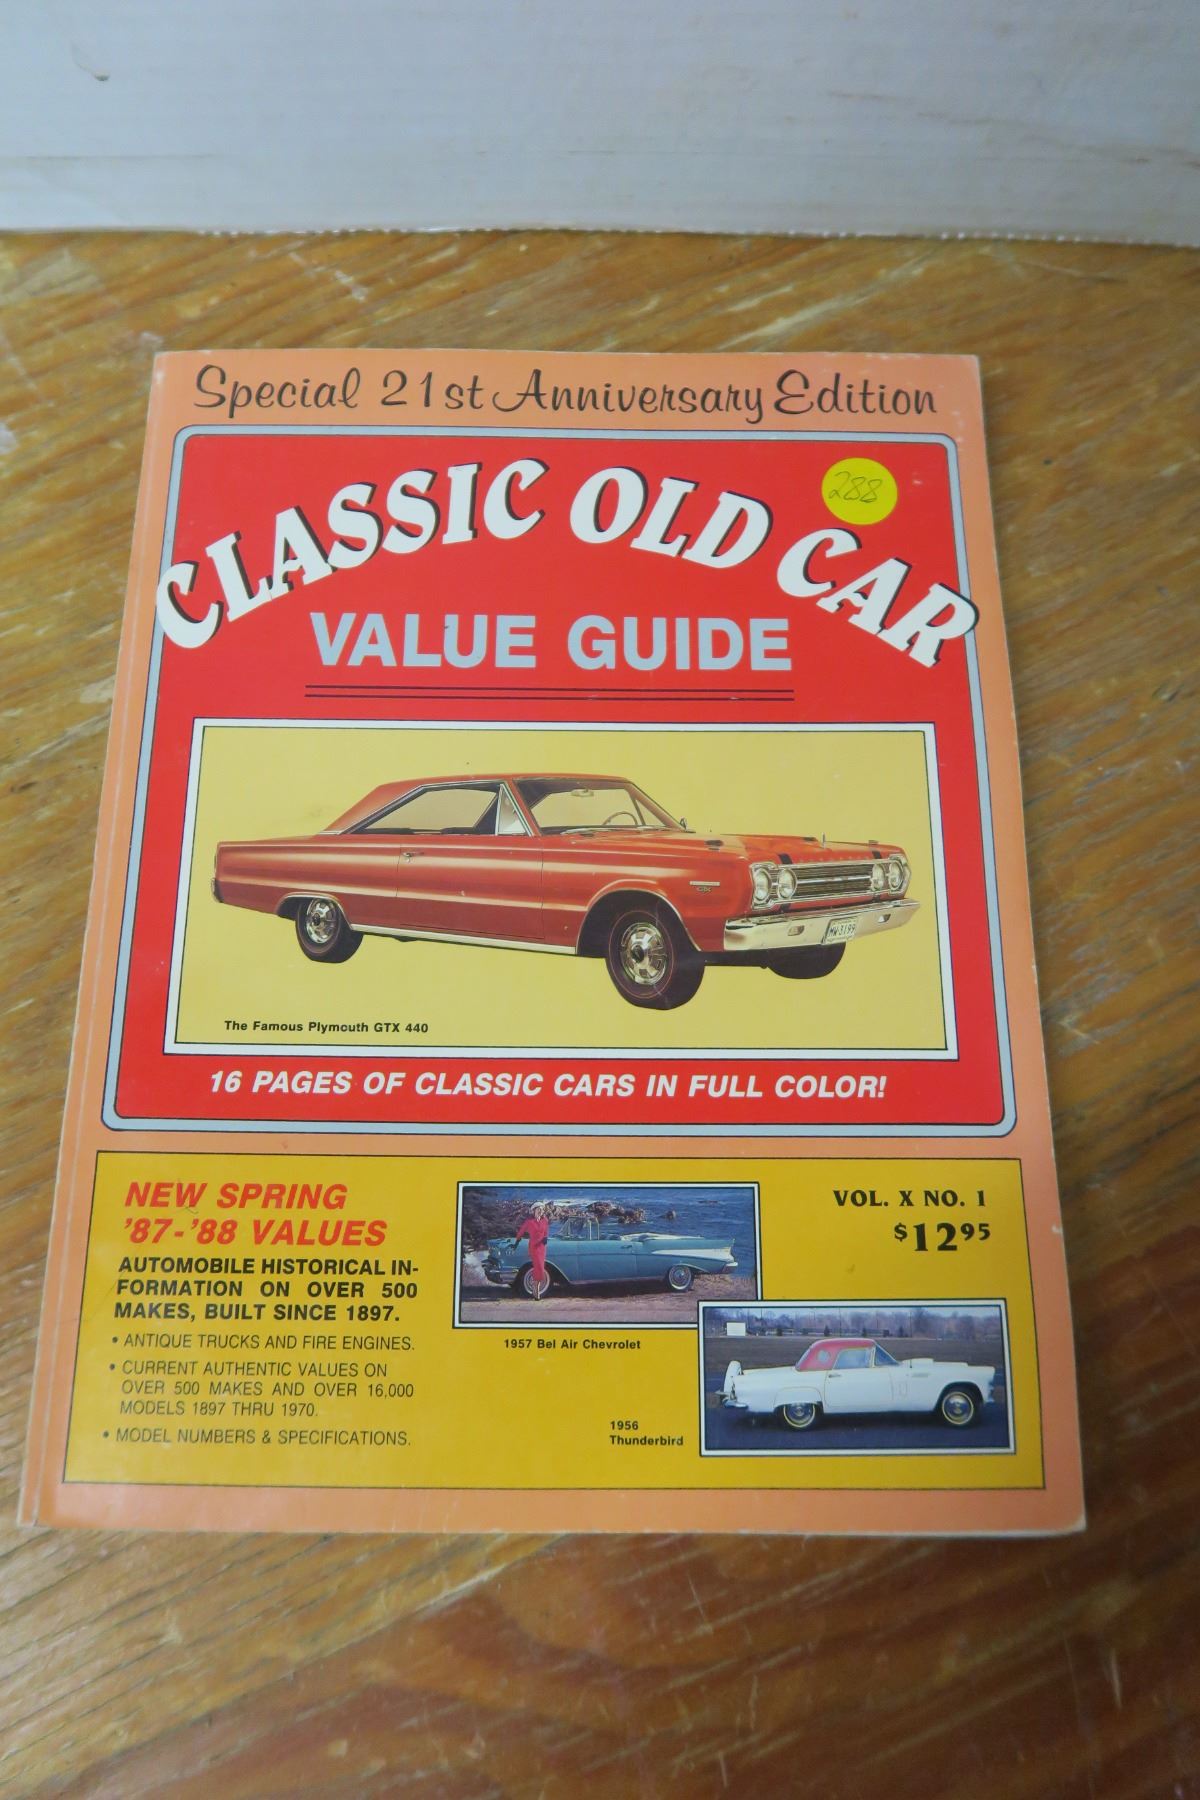 Special 21st Anniversary Edition
CLASSIC OLD CAR
288
VALUE GUIDE
GTX
MW-3199
The Famous Plymouth GTX 440
16 PAGES OF CLASSIC CARS IN FULL COLOR!
NEW SPRING
'87-'88 VALUES
AUTOMOBILE HISTORICAL IN-
FORMATION ON OVER 500
MAKES, BUILT SINCE 1897.
• ANTIQUE TRUCKS AND FIRE ENGINES.
• CURRENT AUTHENTIC VALUES ON
OVER 500 MAKES AND OVER 16,000
MODELS 1897 THRU 1970.
• MODEL NUMBERS & SPECIFICATIONS.
1957 Bel Air Chevrolet
VOL. X NO. 1
$12.95
1956
Thunderbird